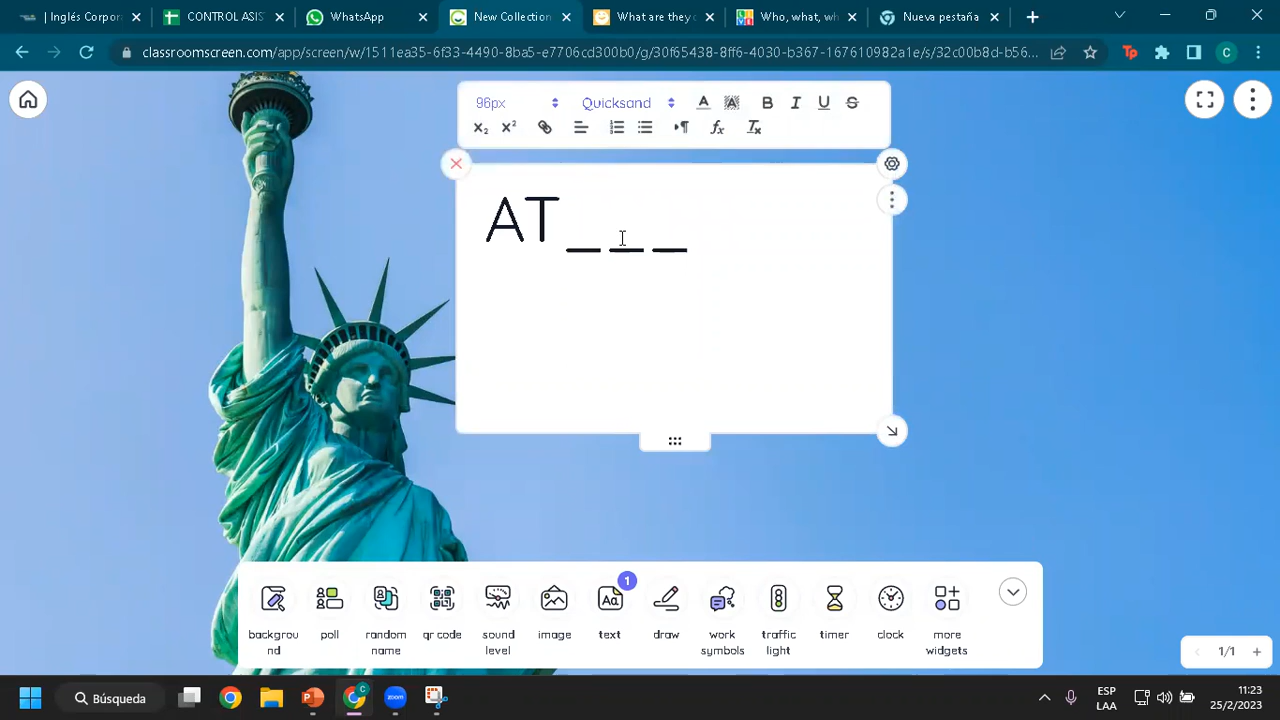 Inglés Corpora
CONTROL ASIS
WhatsApp
New Collection
What are they
Who, what, wh
Nueva pestaña
classroomscreen.com/app/screen/w/1511ea35-6f33-4490-8ba5-e7706cd300b0/g/30f65438-8ff6-4030-b367-167610982a1e/s/32c00b8d-b56...
C
96px
Quicksand
AT _ _ _
1
backgrou
nd
poll
random
name
qr code
sound
level
image
text
draw
work
symbols
traffic
light
timer
clock
more
widgets
1/1
Búsqueda
ESP
LAA
11:23
25/2/2023